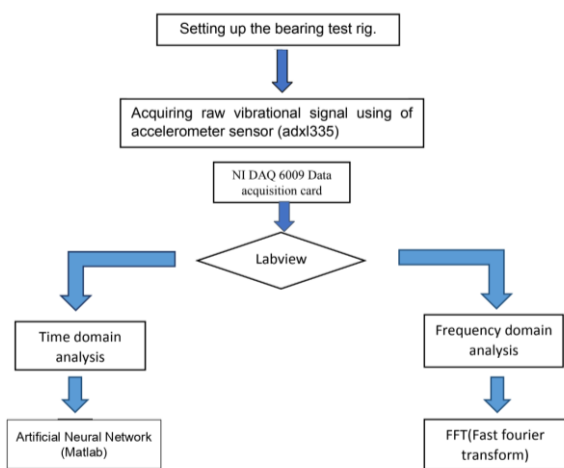 Setting up the bearing test rig.
Acquiring raw vibrational signal using of
accelerometer sensor (adxl335)
NI DAQ 6009 Data
acquisition card
Labview
Time domain
analysis
Frequency domain
analysis
Artificial Neural Network
(Matlab)
FFT(Fast fourier
transform)